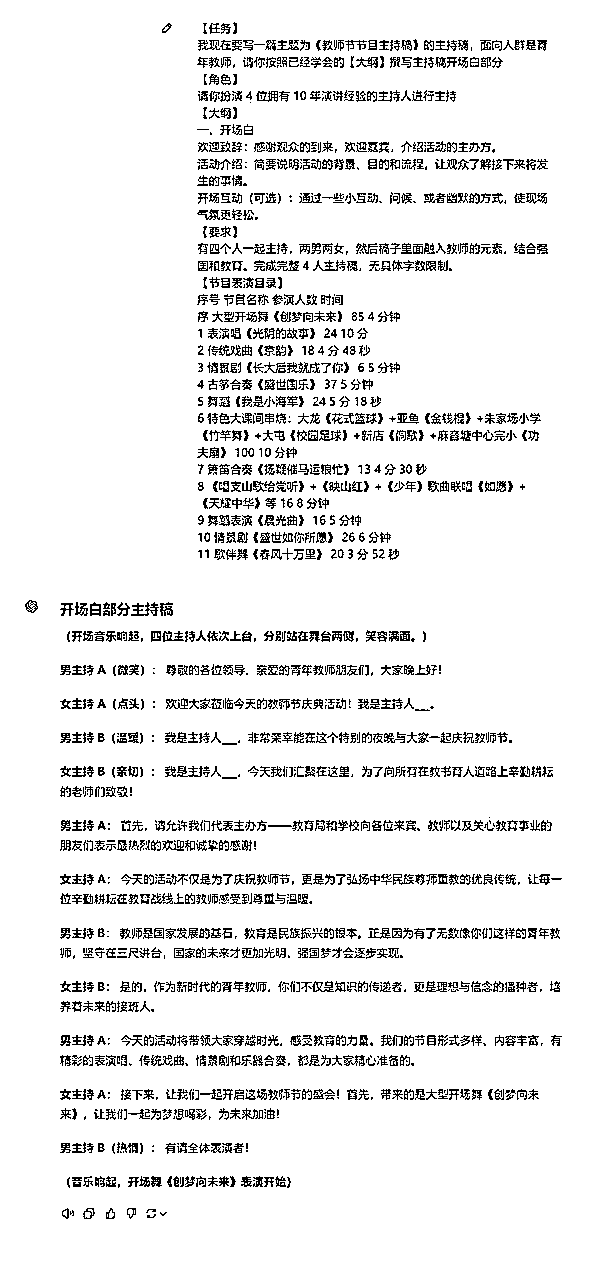 【任务】
我现在要写一篇主题为《教师节节目主持稿》的主持稿，面向人群是青
年教师，请你按照已经学会的【大纲】撰写主持稿开场白部分
【角色】
请你扮演 4 位拥有 10 年演讲经验的主持人进行主持
【大纲】
一、开场白
欢迎致辞：感谢观众的到来，欢迎嘉宾，介绍活动的主办方。
活动介绍：简要说明活动的背景、目的和流程，让观众了解接下来将发
生的事情。
开场互动（可选）：通过一些小互动、问候、或者幽默的方式，使现场
气氛更轻松。
【要求】
有四个人一起主持，两男两女，然后稿子里面融入教师的元素，结合强
国和教育。完成完整 4 人主持稿，无具体字数限制。
【节目表演目录】
序号 节目名称 参演人数 时间
序 大型开场舞《创梦向未来》 85 4 分钟
1 表演唱《光阴的故事》 24 10 分
2 传统戏曲《京韵》 18 4 分 48 秒
3 情景剧《长大后我就成了你》 6 5 分钟
4 古筝合奏《盛世国乐》 37 5 分钟
5 舞蹈《我是小海军》 24 5 分 18 秒
6 特色大课间串烧：大龙《花式篮球》+亚鱼《金钱棍》+朱家场小学
《竹竿舞》+大屯《校园足球》+新店《侗歌》+麻音塘中心完小《功
夫扇》 100 10 分钟
7 笛笛合奏《扬鞭催马运粮忙》 13 4 分 30 秒
8 《唱支山歌给党听》+《映山红》+《少年》歌曲联唱《如愿》+
《天耀中华》等 16 8 分钟
9 舞蹈表演《晨光曲》 16 5 分钟
10 情景剧《盛世如你所愿》 26 6 分钟
11 歌伴舞《春风十万里》 20 3 分 52 秒
开场白部分主持稿
（开场音乐响起，四位主持人依次上台，分别站在舞台两侧，笑容满面。）
男主持 A（微笑）： 尊敬的各位领导，亲爱的青年教师朋友们，大家晚上好！
女主持 A（点头）： 欢迎大家莅临今天的教师节庆典活动！我是主持人___。
男主持 B（温暖）： 我是主持人___，非常荣幸能在这个特别的夜晚与大家一起庆祝教师节。
女主持 B（亲切）： 我是主持人___，今天我们汇聚在这里，为了向所有在教书育人道路上辛勤耕耘
的老师们致敬！
男主持 A： 首先，请允许我们代表主办方——教育局和学校向各位来宾、教师以及关心教育事业的
朋友们表示最热烈的欢迎和诚挚的感谢！
女主持 A： 今天的活动不仅是为了庆祝教师节，更是为了弘扬中华民族尊师重教的优良传统，让每一
位辛勤耕耘在教育战线上的教师感受到尊重与温暖。
男主持 B： 教师是国家发展的基石，教育是民族振兴的根本。正是因为有了无数像你们这样的青年教
师，坚守在三尺讲台，国家的未来才更加光明，强国梦才会逐步实现。
女主持 B： 是的，作为新时代的青年教师，你们不仅是知识的传递者，更是理想与信念的播种者，培
养着未来的接班人。
男主持 A： 今天的活动将带领大家穿越时光，感受教育的力量。我们的节目形式多样、内容丰富，有
精彩的表演唱、传统戏曲、情景剧和乐器合奏，都是为大家精心准备的。
女主持 A： 接下来，让我们一起开启这场教师节的盛会！首先，带来的是大型开场舞《创梦向未
来》，让我们一起为梦想喝彩，为未来加油！
男主持 B（热情）： 有请全体表演者！
（音乐响起，开场舞《创梦向未来》表演开始）